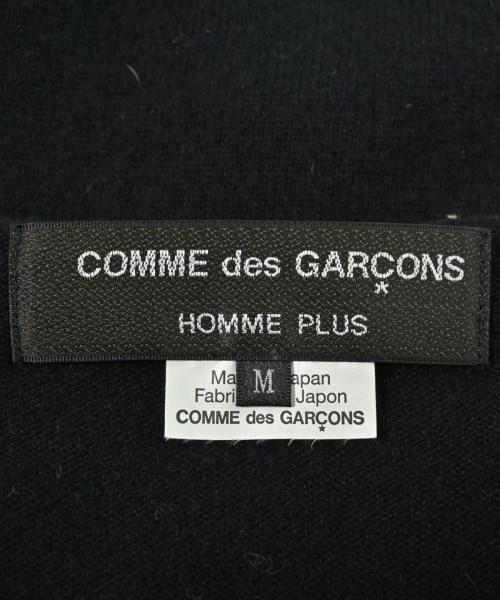 COMME des GARÇONS
HOMME PLUS
M
Ma apan
Fabri Japon
COMME des GARÇONS